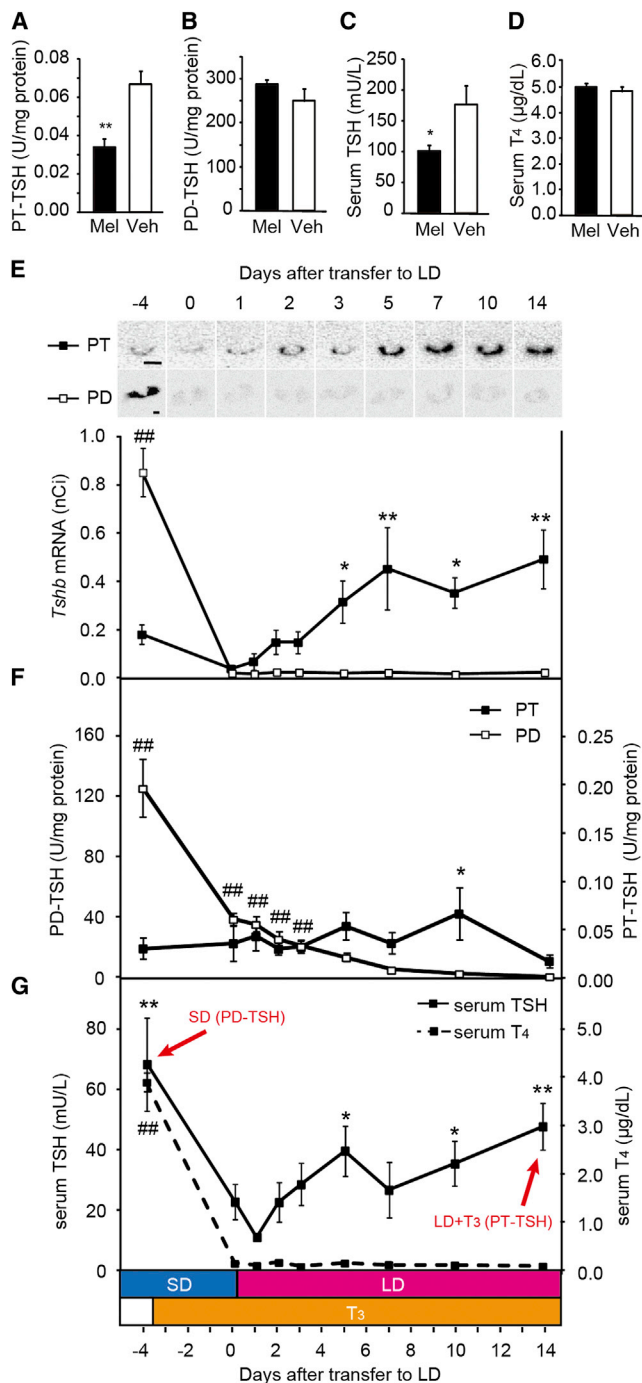 A
B
C
D
PT-TSH (U/mg protein)
0.08
0.06
0.04
0.02
0.00
**
Mel Veh
PD-TSH (U/mg protein)
300
200
100
0
Mel Veh
Serum TSH (mU/L)
200
150
100
50
0
*
Mel Veh
Serum T4 (µg/dL)
6.0
5.0
4.0
3.0
2.0
1.0
0.0
Mel Veh
E
Days after transfer to LD
-4 0 1 2 3 5 7 10 14
PT
PD
Tshb mRNA (nCi)
1.0
0.8
0.6
0.4
0.2
0.0
##
*
**
*
**
F
PT
PD
PD-TSH (U/mg protein)
160
120
80
40
0
PT-TSH (U/mg protein)
0.25
0.20
0.15
0.10
0.05
0.00
##
##
##
##
##
*
G
serum TSH
serum T4
serum TSH (mU/L)
80
60
40
20
0
serum T4 (µg/dL)
5.0
4.0
3.0
2.0
1.0
0.0
**
SD (PD-TSH)
##
*
*
**
LD+T3 (PT-TSH)
SD LD
T3
-4 -2 0 2 4 6 8 10 12 14
Days after transfer to LD